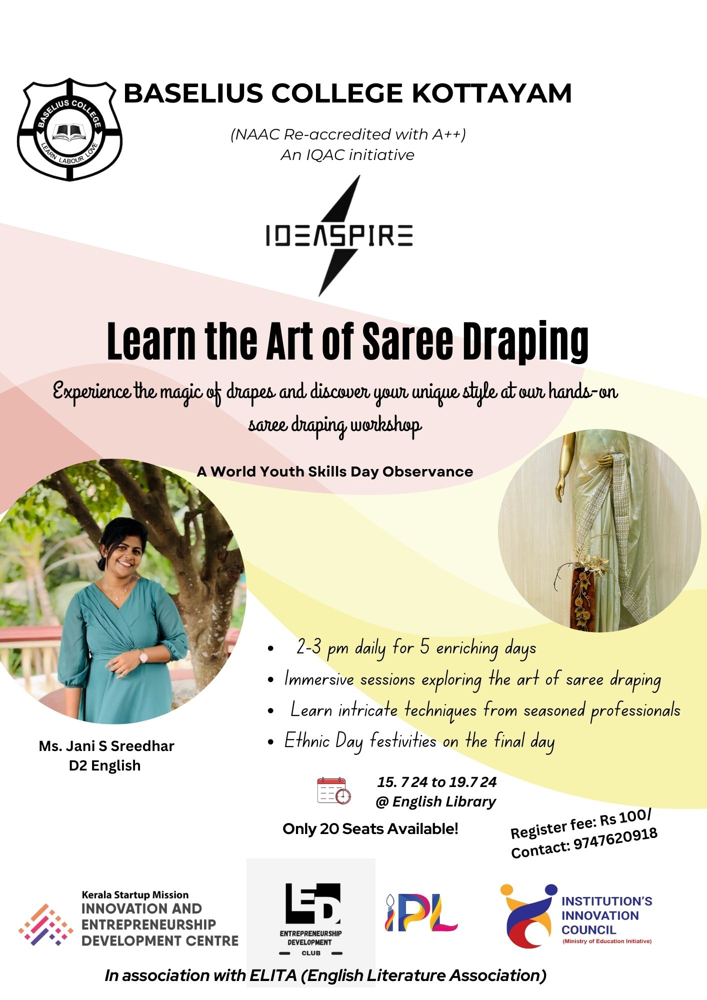 BASELIUS COLLEGE KOTTAYAM
BASELIUS COLLEGE
LEARN LABOUR LOVE
(NAAC Re-accredited with A++)
An IQAC initiative
IDEASPIRE
Learn the Art of Saree Draping
Experience the magic of drapes and discover your unique style at our hands-on
saree draping workshop
A World Youth Skills Day Observance
• 2-3 pm daily for 5 enriching days
• Immersive sessions exploring the art of saree draping
• Learn intricate techniques from seasoned professionals
• Ethnic Day festivities on the final day
Ms. Jani S Sreedhar
D2 English
15. 7 24 to 19.7 24
@ English Library
Only 20 Seats Available!
Register fee: Rs 100/
Contact: 9747620918
Kerala Startup Mission
INNOVATION AND
ENTREPRENEURSHIP
DEVELOPMENT CENTRE
ED
ENTREPRENEURSHIP
DEVELOPMENT
CLUB
iPL
INSTITUTION'S
INNOVATION
COUNCIL
(Ministry of Education Initiative)
In association with ELITA (English Literature Association)